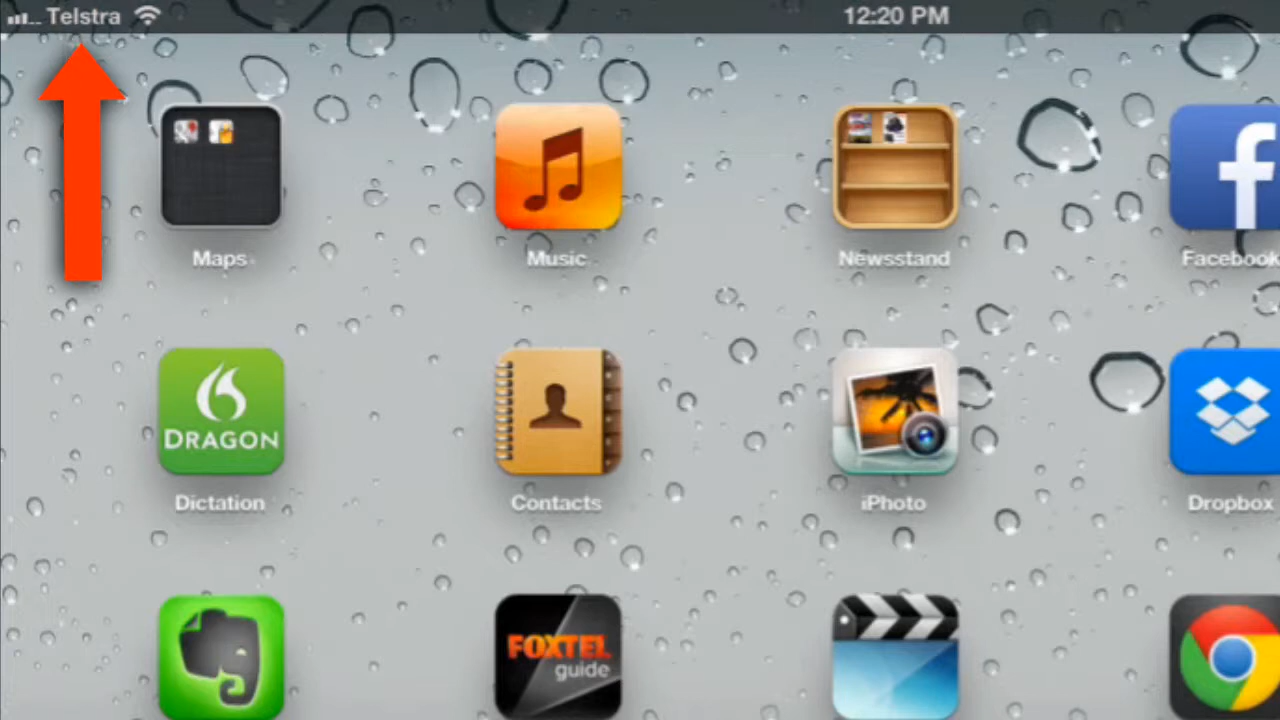 Telstra 12:20 PM
Maps Music Newsstand Facebook
DRAGON
Dictation Contacts iPhoto Dropbox
FOXTEL
guide